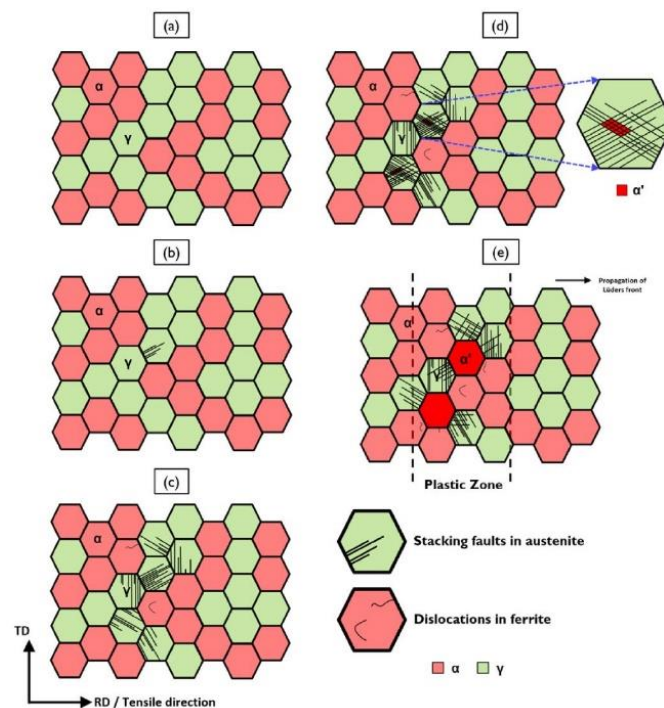 (a)
α
γ
(b)
α
γ
(c)
α
γ
TD
RD / Tensile direction
(d)
α
γ
α'
(e)
Propagation of
Lüders front
α
α'
γ
Plastic Zone
Stacking faults in austenite
Dislocations in ferrite
α γ